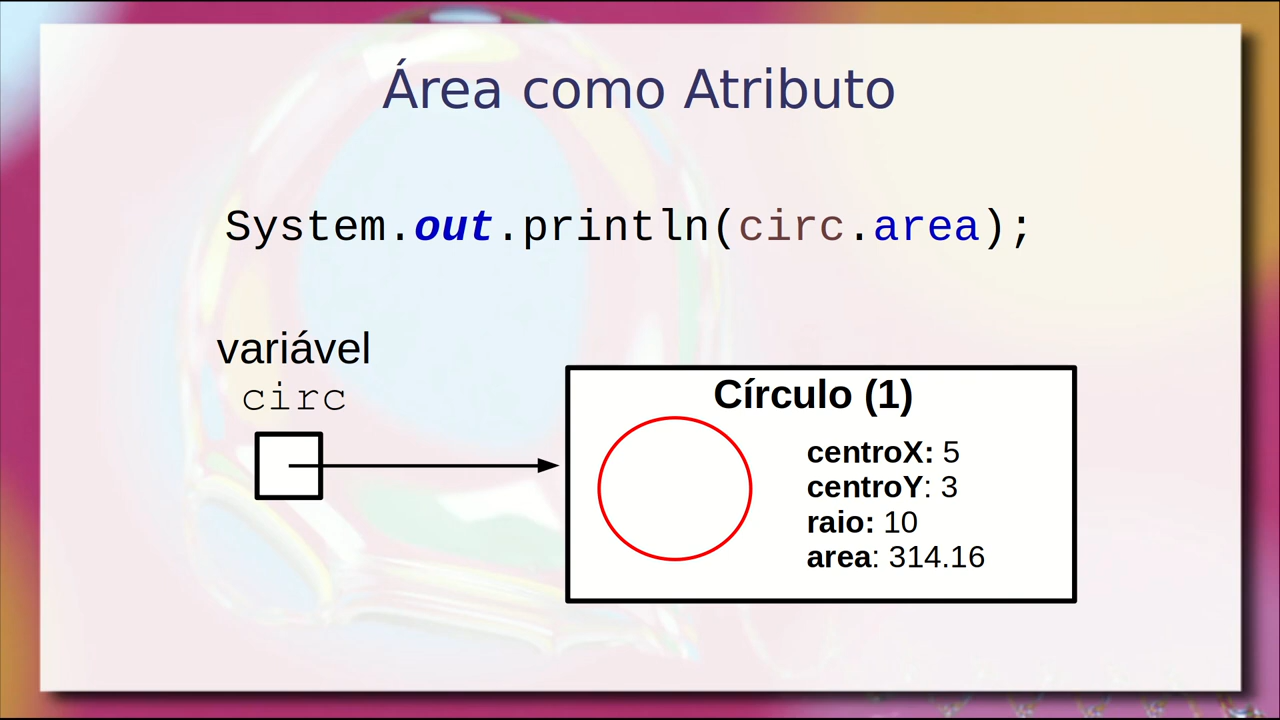 Área como Atributo
System.out.println(circ.area);
variável
circ
Círculo (1)
centroX: 5
centroY: 3
raio: 10
area: 314.16